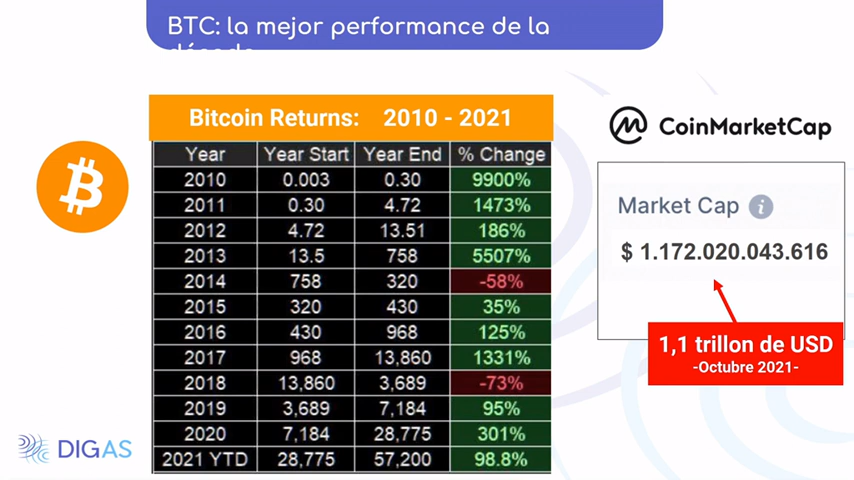 BTC: la mejor performance de la
década
Bitcoin Returns: 2010 - 2021
Year Year Start Year End % Change
2010 0.003 0.30 9900%
2011 0.30 4.72 1473%
2012 4.72 13.51 186%
2013 13.5 758 5507%
2014 758 320 -58%
2015 320 430 35%
2016 430 968 125%
2017 968 13,860 1331%
2018 13,860 3,689 -73%
2019 3,689 7,184 95%
2020 7,184 28,775 301%
2021 YTD 28,775 57,200 98.8%
CoinMarketCap
Market Cap i
$ 1.172.020.043.616
1,1 trillon de USD
-Octubre 2021-
DIGAS